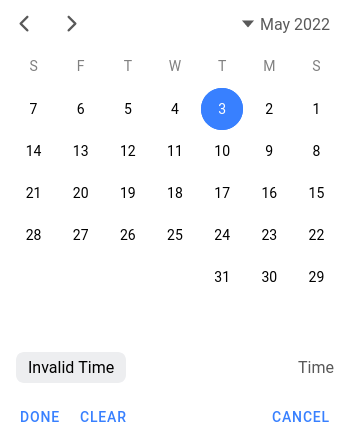 May 2022
S F T W T M S
7 6 5 4 3 2 1
14 13 12 11 10 9 8
21 20 19 18 17 16 15
28 27 26 25 24 23 22
31 30 29
Invalid Time Time
DONE CLEAR CANCEL